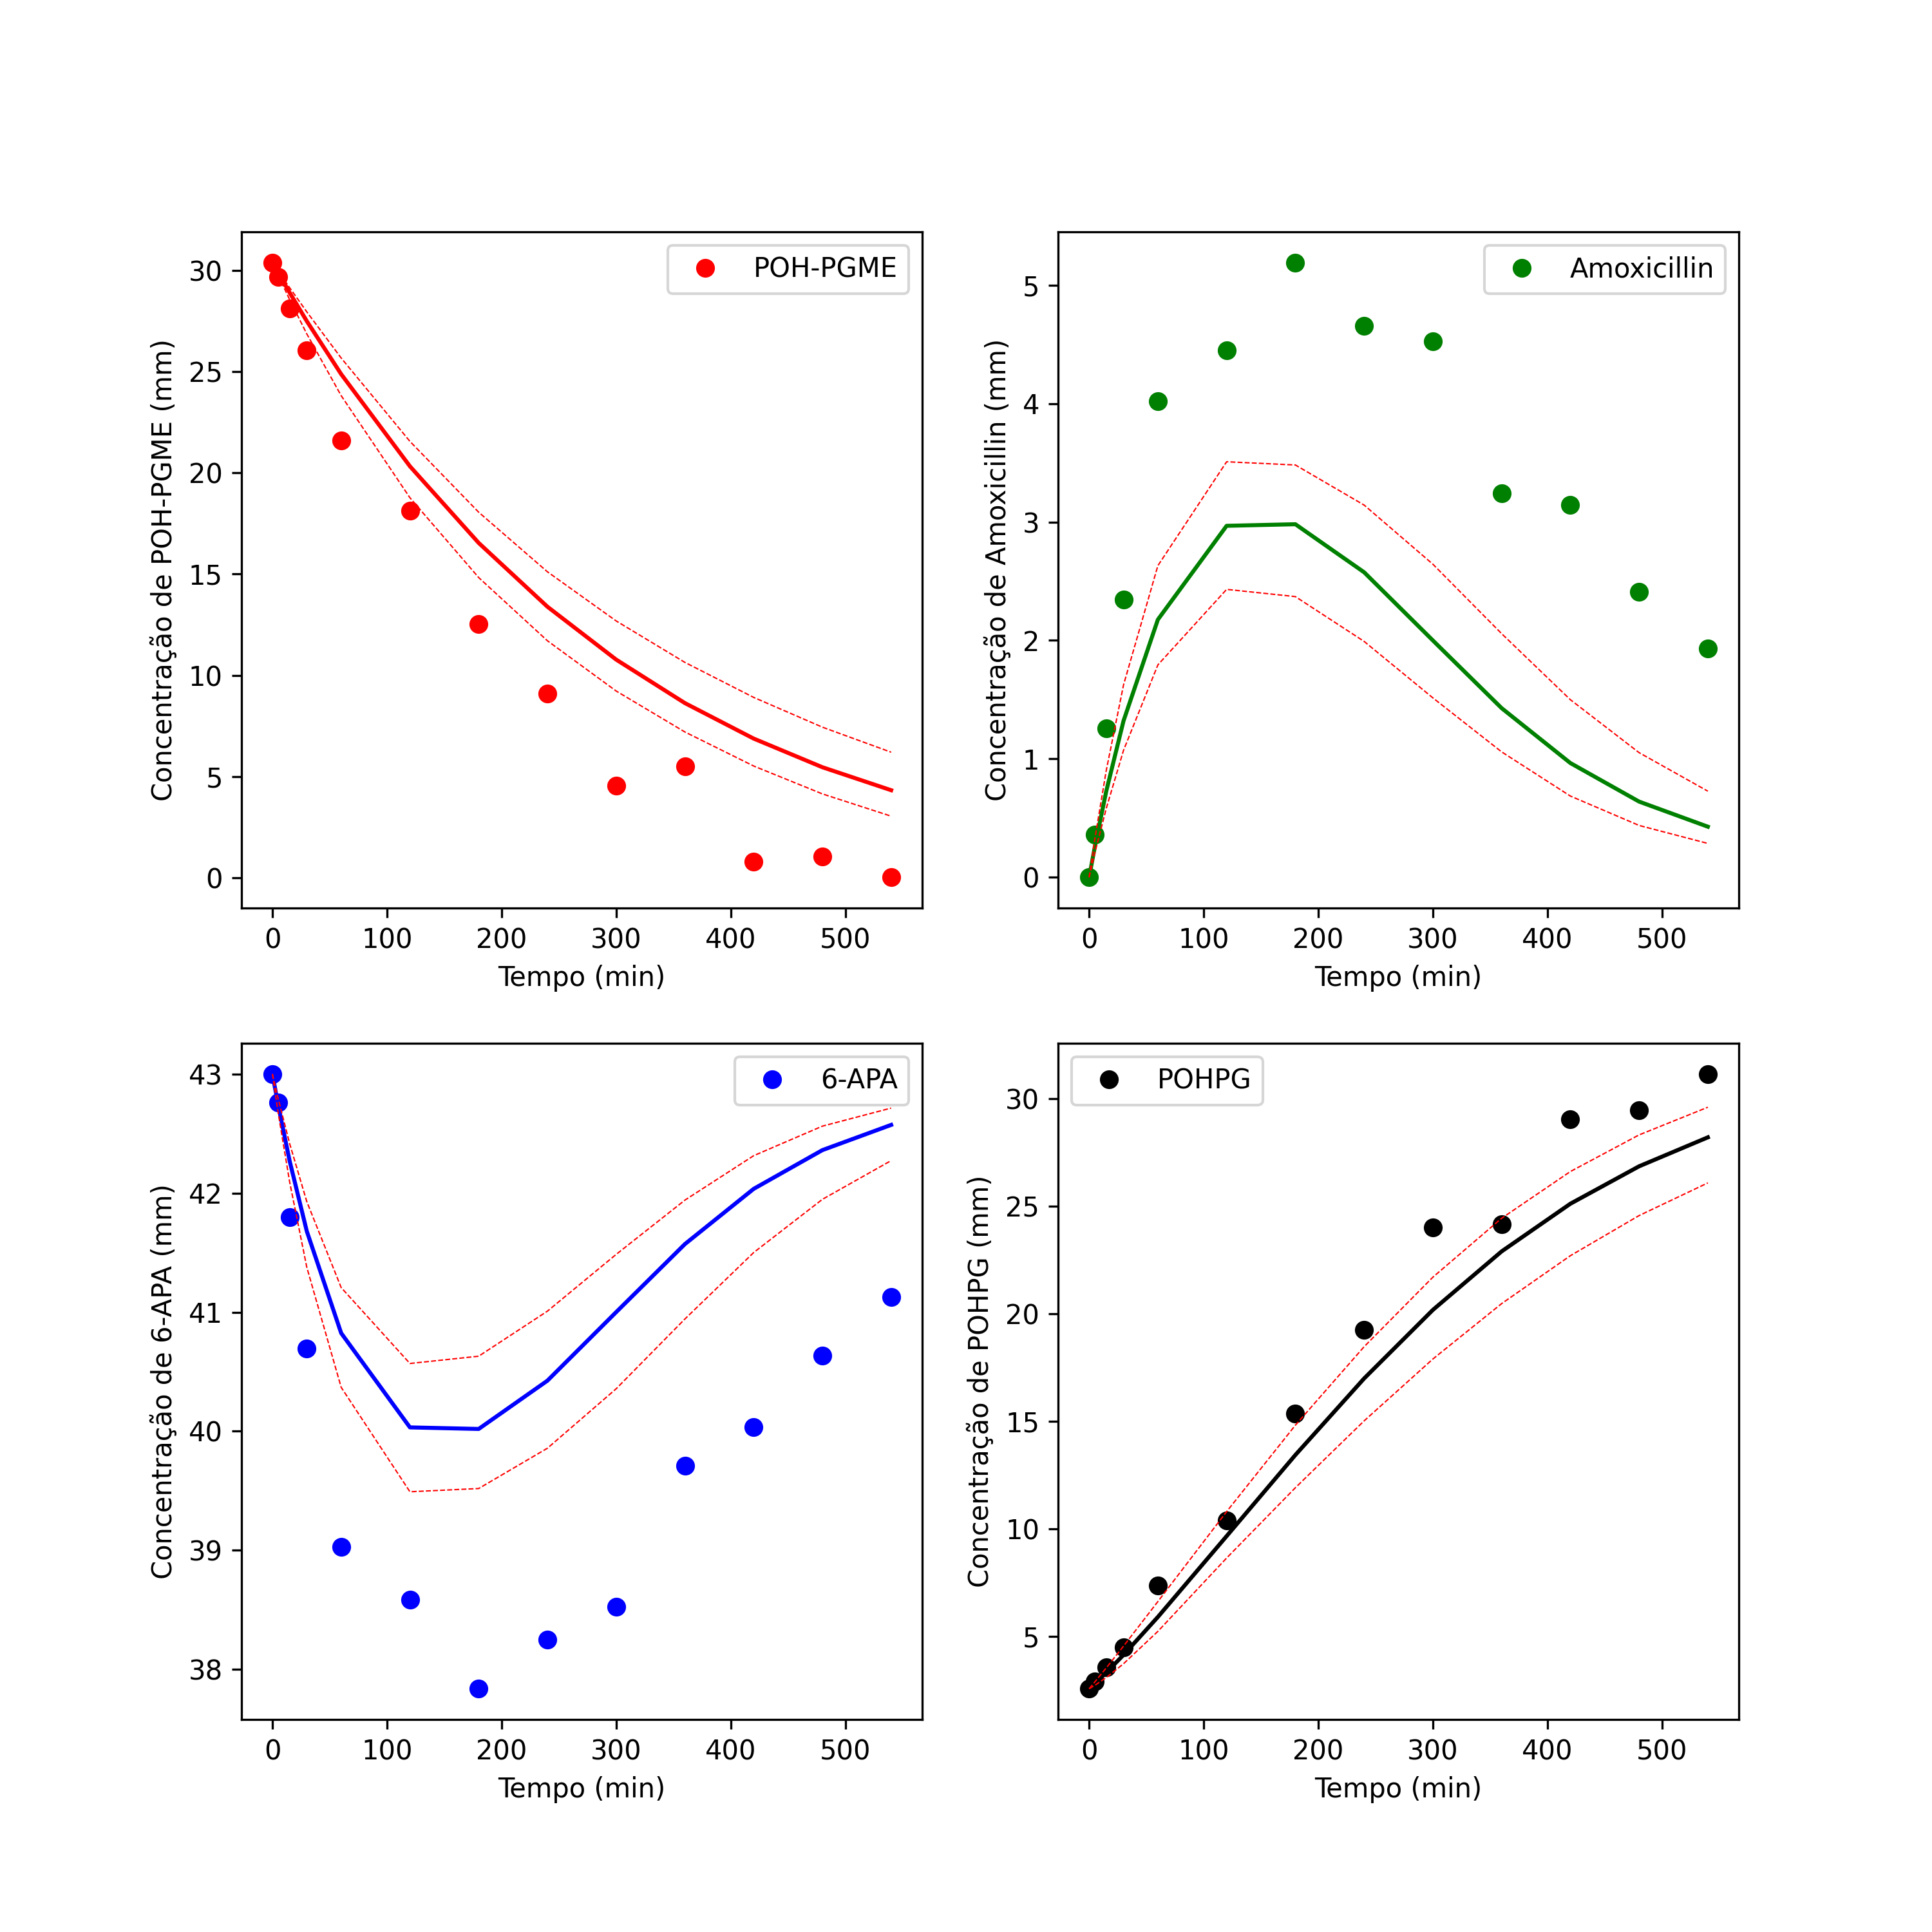 POH-PGME
Concentração de POH-PGME (mm)
30
25
20
15
10
5
0
0 100 200 300 400 500
Tempo (min)
Amoxicillin
Concentração de Amoxicillin (mm)
5
4
3
2
1
0
0 100 200 300 400 500
Tempo (min)
6-APA
Concentração de 6-APA (mm)
43
42
41
40
39
38
0 100 200 300 400 500
Tempo (min)
POHPG
Concentração de POHPG (mm)
30
25
20
15
10
5
0 100 200 300 400 500
Tempo (min)